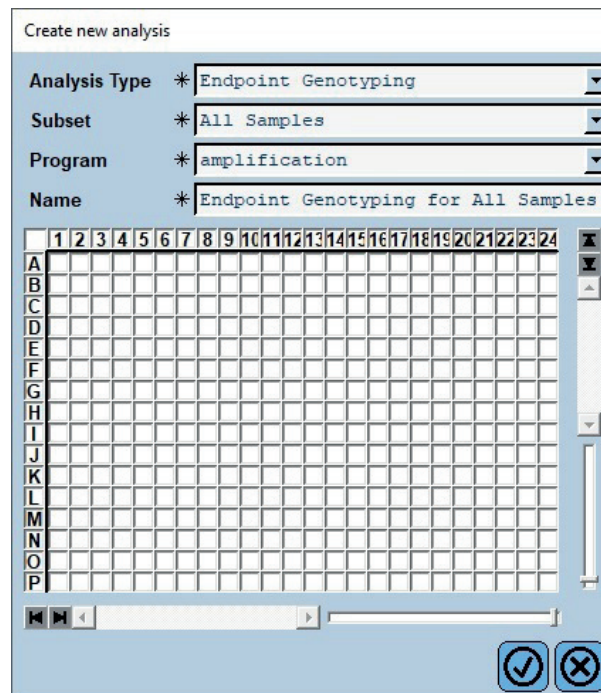 Create new analysis
Analysis Type * Endpoint Genotyping
Subset * All Samples
Program * amplification
Name * Endpoint Genotyping for All Samples
1 2 3 4 5 6 7 8 9 10 11 12 13 14 15 16 17 18 19 20 21 22 23 24
A
B
C
D
E
F
G
H
I
J
K
L
M
N
O
P